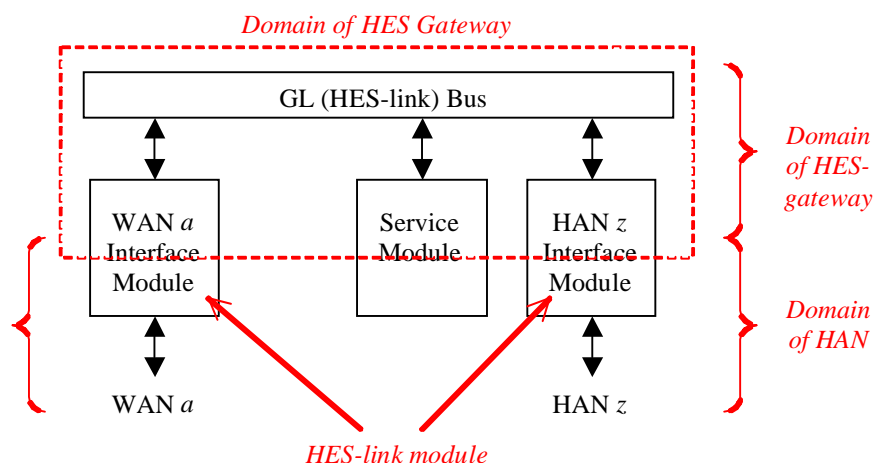 Domain of HES Gateway
GL (HES-link) Bus
Domain
of HES-
gateway
WAN a
Interface
Module
Service
Module
HAN z
Interface
Module
Domain
of HAN
WAN a
HAN z
HES-link module